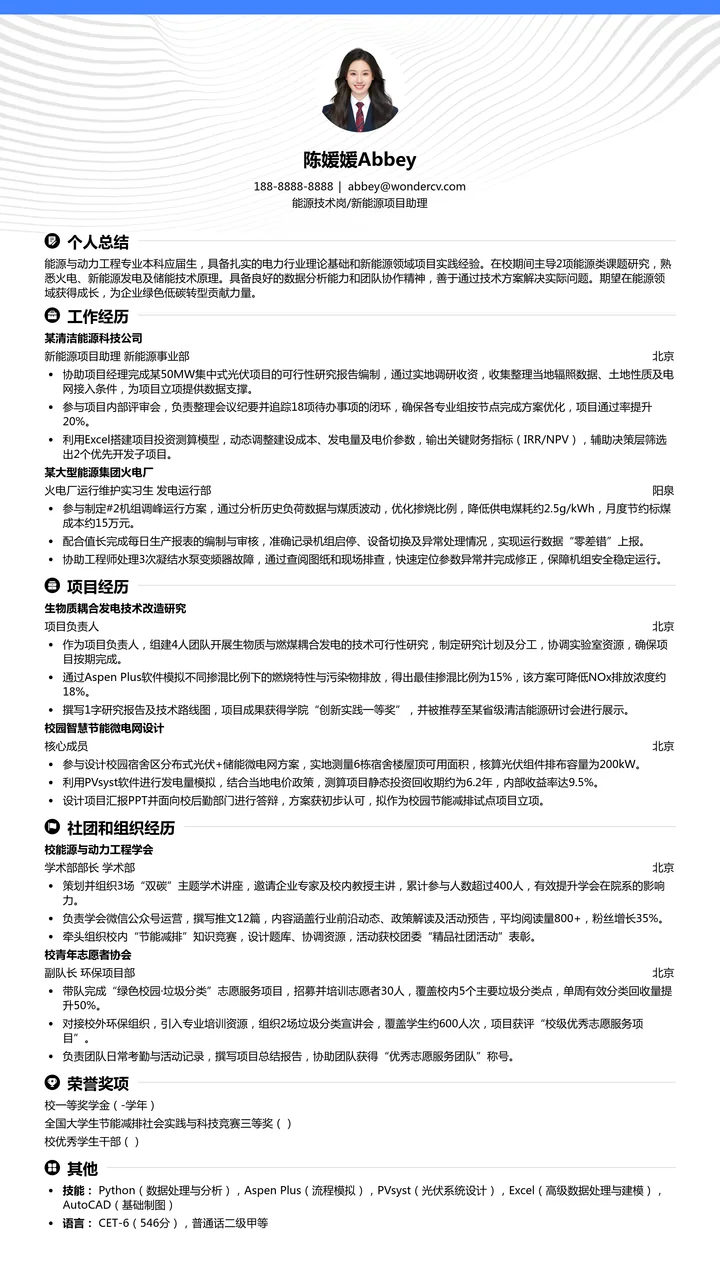 陈媛媛Abbey
188-8888-8888 | abbey@wondercv.com
能源技术岗/新能源项目助理
个人总结
能源与动力工程专业本科应届生，具备扎实的电力行业理论基础和新能源领域项目实践经验。在校期间主导2项能源类课题研究，熟
悉火电、新能源发电及储能技术原理。具备良好的数据分析能力和团队协作精神，善于通过技术方案解决实际问题。期望在能源领
域获得成长，为企业绿色低碳转型贡献力量。
工作经历
某清洁能源科技公司
新能源项目助理 新能源事业部 北京
• 协助项目经理完成某50MW集中式光伏项目的可行性研究报告编制，通过实地调研收资，收集整理当地辐照数据、土地性质及电
网接入条件，为项目立项提供数据支撑。
• 参与项目内部评审会，负责整理会议纪要并追踪18项待办事项的闭环，确保各专业组按节点完成方案优化，项目通过率提升
20%。
• 利用Excel搭建项目投资测算模型，动态调整建设成本、发电量及电价参数，输出关键财务指标（IRR/NPV），辅助决策层筛选
出2个优先开发子项目。
某大型能源集团火电厂
火电厂运行维护实习生 发电运行部 阳泉
• 参与制定#2机组调峰运行方案，通过分析历史负荷数据与煤质波动，优化掺烧比例，降低供电煤耗约2.5g/kWh，月度节约标煤
成本约15万元。
• 配合值长完成每日生产报表的编制与审核，准确记录机组启停、设备切换及异常处理情况，实现运行数据“零差错”上报。
• 协助工程师处理3次凝结水泵变频器故障，通过查阅图纸和现场排查，快速定位参数异常并完成修正，保障机组安全稳定运行。
项目经历
生物质耦合发电技术改造研究
项目负责人 北京
• 作为项目负责人，组建4人团队开展生物质与燃煤耦合发电的技术可行性研究，制定研究计划及分工，协调实验室资源，确保项
目按期完成。
• 通过Aspen Plus软件模拟不同掺混比例下的燃烧特性与污染物排放，得出最佳掺混比例为15%，该方案可降低NOx排放浓度约
18%。
• 撰写1字研究报告及技术路线图，项目成果获得学院“创新实践一等奖”，并被推荐至某省级清洁能源研讨会进行展示。
校园智慧节能微电网设计
核心成员 北京
• 参与设计校园宿舍区分布式光伏+储能微电网方案，实地测量6栋宿舍楼屋顶可用面积，核算光伏组件排布容量为200kW。
• 利用PVsyst软件进行发电量模拟，结合当地电价政策，测算项目静态投资回收期约为6.2年，内部收益率达9.5%。
• 设计项目汇报PPT并面向校后勤部门进行答辩，方案获初步认可，拟作为校园节能减排试点项目立项。
社团和组织经历
校能源与动力工程学会
学术部部长 学术部 北京
• 策划并组织3场“双碳”主题学术讲座，邀请企业专家及校内教授主讲，累计参与人数超过400人，有效提升学会在院系的影响
力。
• 负责学会微信公众号运营，撰写推文12篇，内容涵盖行业前沿动态、政策解读及活动预告，平均阅读量800+，粉丝增长35%。
• 牵头组织校内“节能减排”知识竞赛，设计题库、协调资源，活动获校团委“精品社团活动”表彰。
校青年志愿者协会
副队长 环保项目部 北京
• 带队完成“绿色校园·垃圾分类”志愿服务项目，招募并培训志愿者30人，覆盖校内5个主要垃圾分类点，单周有效分类回收量提
升50%。
• 对接校外环保组织，引入专业培训资源，组织2场垃圾分类宣讲会，覆盖学生约600人次，项目获评“校级优秀志愿服务项
目”。
• 负责团队日常考勤与活动记录，撰写项目总结报告，协助团队获得“优秀志愿服务团队”称号。
荣誉奖项
校一等奖学金（-学年）
全国大学生节能减排社会实践与科技竞赛三等奖（ ）
校优秀学生干部（ ）
其他
• 技能： Python（数据处理与分析），Aspen Plus（流程模拟），PVsyst（光伏系统设计），Excel（高级数据处理与建模），
AutoCAD（基础制图）
• 语言： CET-6（546分），普通话二级甲等